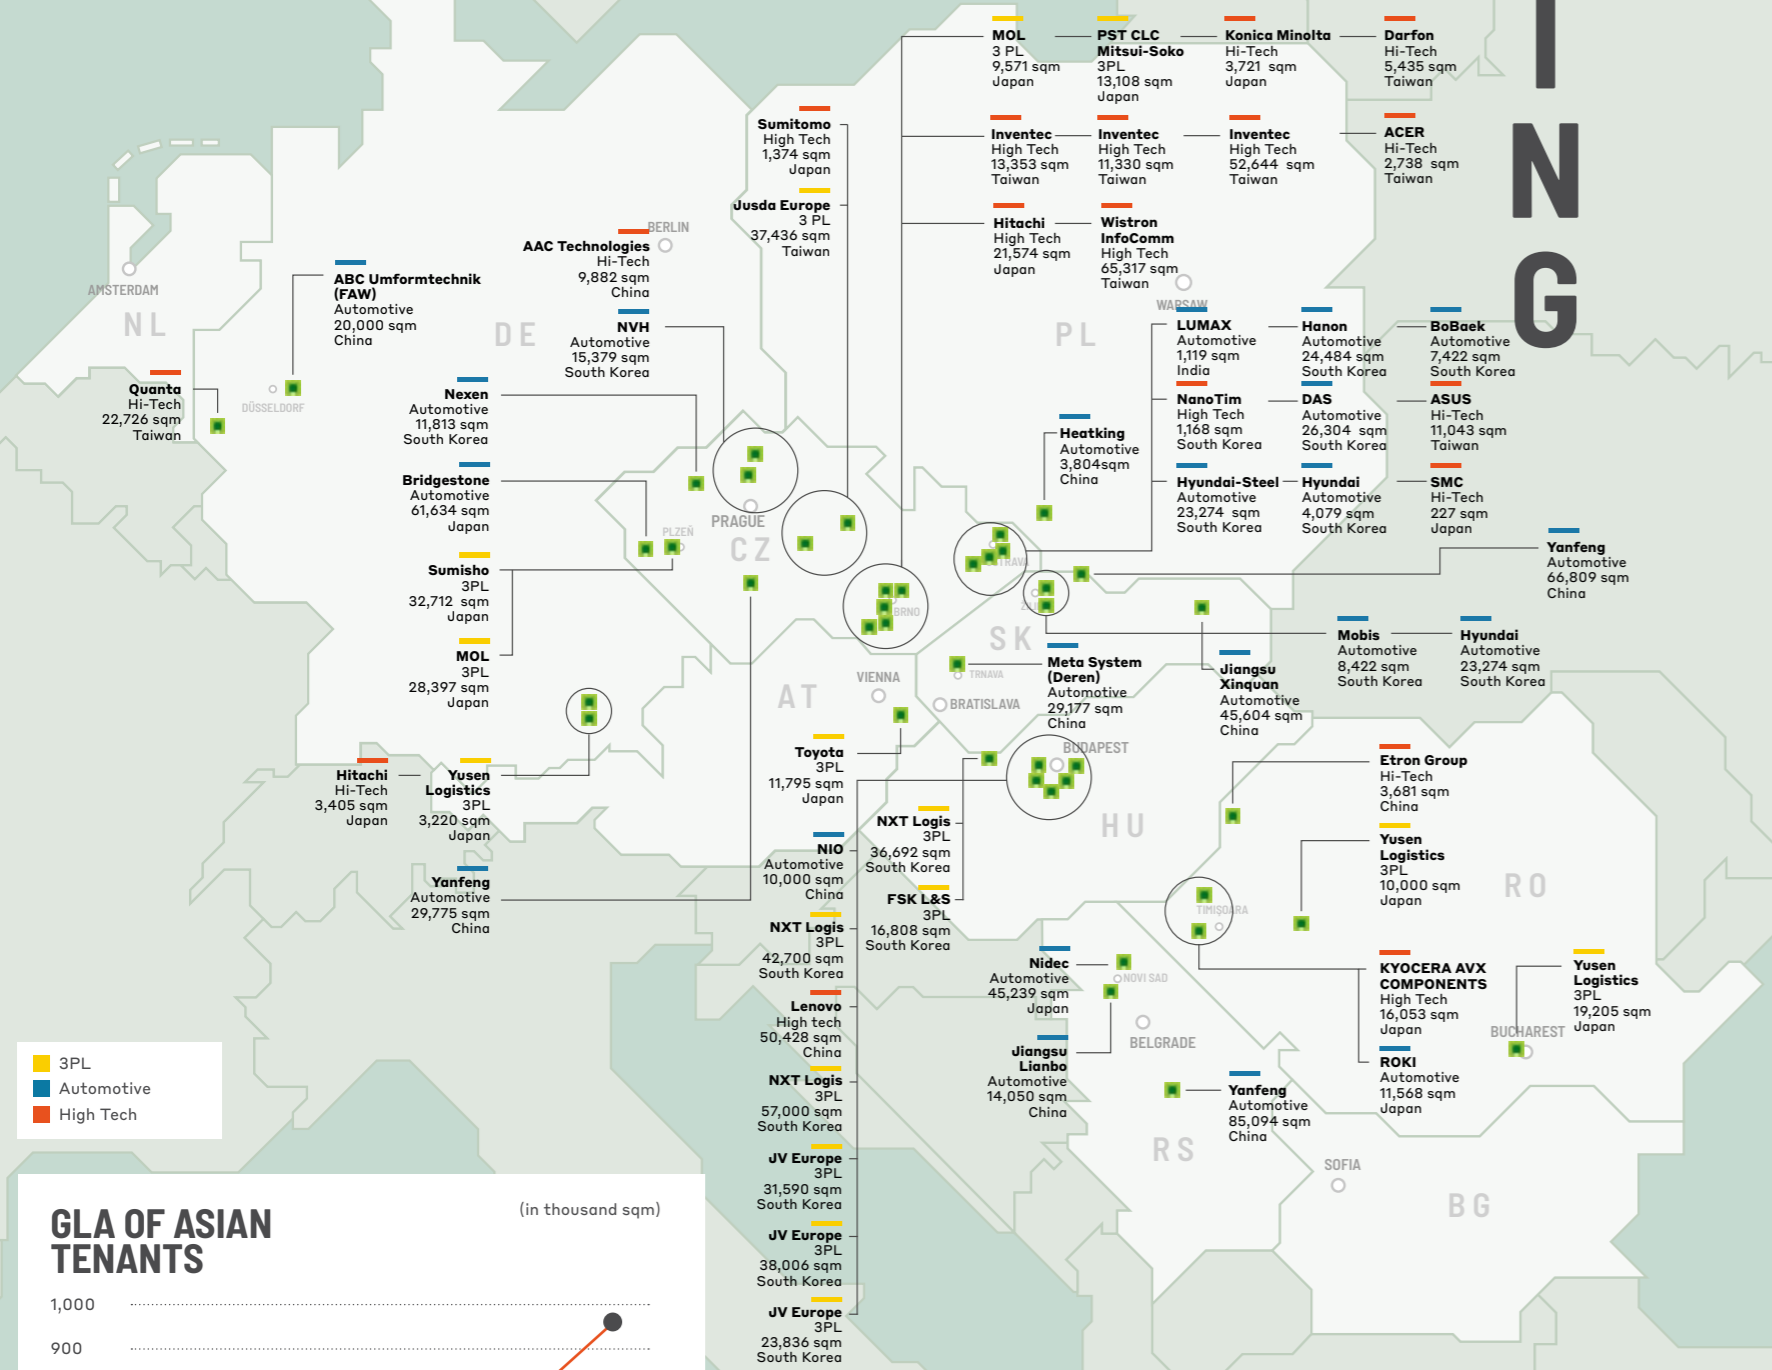 I
N
G
MOL
3 PL
9,571 sqm
Japan
PST CLC
Mitsui-Soko
3PL
13,108 sqm
Japan
Konica Minolta
Hi-Tech
3,721 sqm
Japan
Darfon
Hi-Tech
5,435 sqm
Taiwan
Inventec
High Tech
13,353 sqm
Taiwan
Inventec
High Tech
11,330 sqm
Taiwan
Inventec
High Tech
52,644 sqm
Taiwan
ACER
Hi-Tech
2,738 sqm
Taiwan
Hitachi
High Tech
21,574 sqm
Japan
Wistron
InfoComm
High Tech
65,317 sqm
Taiwan
Sumitomo
High Tech
1,374 sqm
Japan
Jusda Europe
3 PL
37,436 sqm
Taiwan
BERLIN
AAC Technologies
Hi-Tech
9,882 sqm
China
NVH
Automotive
15,379 sqm
South Korea
ABC Umformtechnik
(FAW)
Automotive
20,000 sqm
China
AMSTERDAM
NL
DE
PL
WARSAW
Quanta
Hi-Tech
22,726 sqm
Taiwan
DÜSSELDORF
Nexen
Automotive
11,813 sqm
South Korea
Bridgestone
Automotive
61,634 sqm
Japan
Sumisho
3PL
32,712 sqm
Japan
MOL
3PL
28,397 sqm
Japan
Hitachi
Hi-Tech
3,405 sqm
Japan
Yusen
Logistics
3PL
3,220 sqm
Japan
Yanfeng
Automotive
29,775 sqm
China
PRAGUE
PLZEŇ
CZ
BRNO
LUMAX
Automotive
1,119 sqm
India
Hanon
Automotive
24,484 sqm
South Korea
BoBaek
Automotive
7,422 sqm
South Korea
NanoTim
High Tech
1,168 sqm
South Korea
DAS
Automotive
26,304 sqm
South Korea
ASUS
Hi-Tech
11,043 sqm
Taiwan
Hyundai-Steel
Automotive
23,274 sqm
South Korea
Hyundai
Automotive
4,079 sqm
South Korea
SMC
Hi-Tech
227 sqm
Japan
Heatking
Automotive
3,804sqm
China
Yanfeng
Automotive
66,809 sqm
China
Mobis
Automotive
8,422 sqm
South Korea
Hyundai
Automotive
23,274 sqm
South Korea
SK
Meta System
(Deren)
Automotive
29,177 sqm
China
Jiangsu
Xinquan
Automotive
45,604 sqm
China
TRNAVA
BRATISLAVA
VIENNA
AT
BUDAPEST
HU
Toyota
3PL
11,795 sqm
Japan
NXT Logis
3PL
36,692 sqm
South Korea
FSK L&S
3PL
16,808 sqm
South Korea
NIO
Automotive
10,000 sqm
China
NXT Logis
3PL
42,700 sqm
South Korea
Lenovo
High tech
50,428 sqm
China
NXT Logis
3PL
57,000 sqm
South Korea
JV Europe
3PL
31,590 sqm
South Korea
JV Europe
3PL
38,006 sqm
South Korea
JV Europe
3PL
23,836 sqm
South Korea
Etron Group
Hi-Tech
3,681 sqm
China
Yusen
Logistics
3PL
10,000 sqm
Japan
RO
TIMIȘOARA
KYOCERA AVX
COMPONENTS
High Tech
16,053 sqm
Japan
ROKI
Automotive
11,568 sqm
Japan
Yusen
Logistics
3PL
19,205 sqm
Japan
BUCHAREST
Nidec
Automotive
45,239 sqm
Japan
NOVI SAD
BELGRADE
Jiangsu
Lianbo
Automotive
14,050 sqm
China
Yanfeng
Automotive
85,094 sqm
China
RS
SOFIA
BG
3PL
Automotive
High Tech
GLA OF ASIAN
TENANTS
(in thousand sqm)
1,000
900